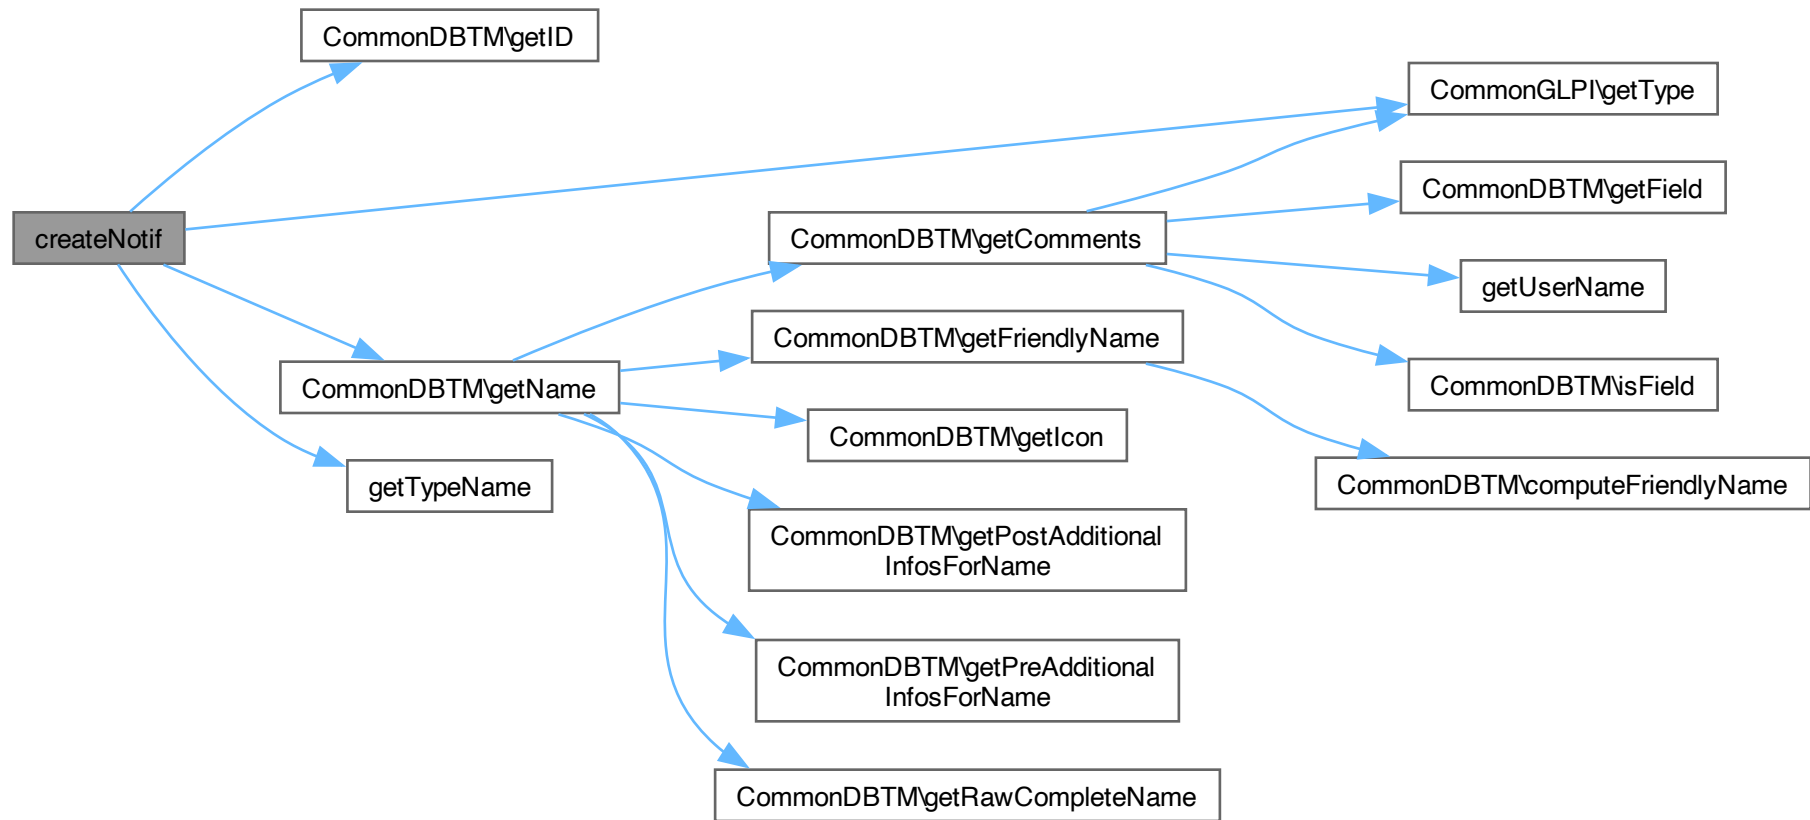 createNotif
CommonDBTM\getID
CommonDBTM\getName
getTypeName
CommonDBTM\getComments
CommonDBTM\getFriendlyName
CommonDBTM\getIcon
CommonDBTM\getPostAdditional
InfosForName
CommonDBTM\getPreAdditional
InfosForName
CommonDBTM\getRawCompleteName
CommonGLPI\getType
CommonDBTM\getField
getUserName
CommonDBTM\isField
CommonDBTM\computeFriendlyName